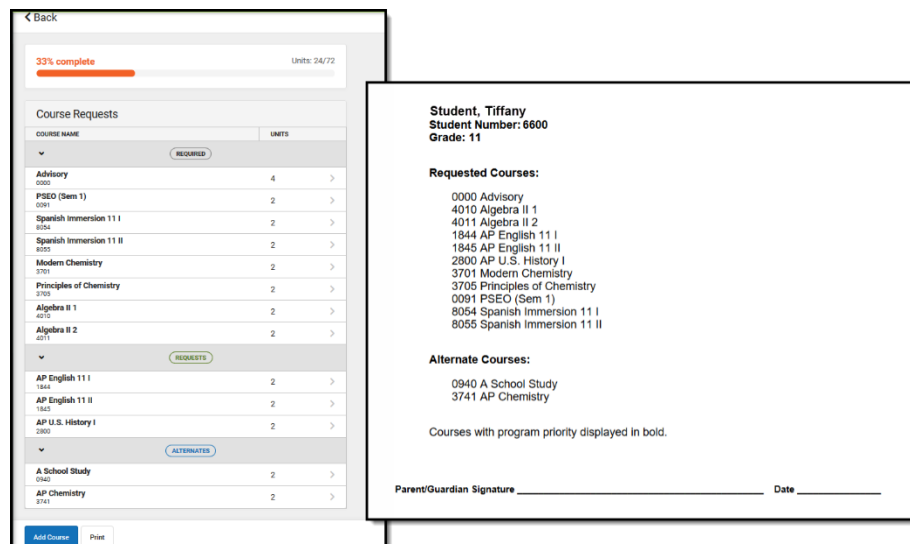 Back
33% complete Units: 24/72
Course Requests
COURSE NAME UNITS
REQUIRED
Advisory 4
0000
PSEO (Sem 1) 2
0091
Spanish Immersion 11 I 2
8054
Spanish Immersion 11 II 2
8055
Modern Chemistry 2
3701
Principles of Chemistry 2
3705
Algebra II 1 2
4010
Algebra II 2 2
4011
REQUESTS
AP English 11 I 2
1844
AP English 11 II 2
1845
AP U.S. History I 2
2800
ALTERNATES
A School Study 2
0940
AP Chemistry 2
3741
Add Course Print
Student, Tiffany
Student Number: 6600
Grade: 11
Requested Courses:
0000 Advisory
4010 Algebra II 1
4011 Algebra II 2
1844 AP English 11 I
1845 AP English 11 II
2800 AP U.S. History I
3701 Modern Chemistry
3705 Principles of Chemistry
0091 PSEO (Sem 1)
8054 Spanish Immersion 11 I
8055 Spanish Immersion 11 II
Alternate Courses:
0940 A School Study
3741 AP Chemistry
Courses with program priority displayed in bold.
Parent/Guardian Signature Date